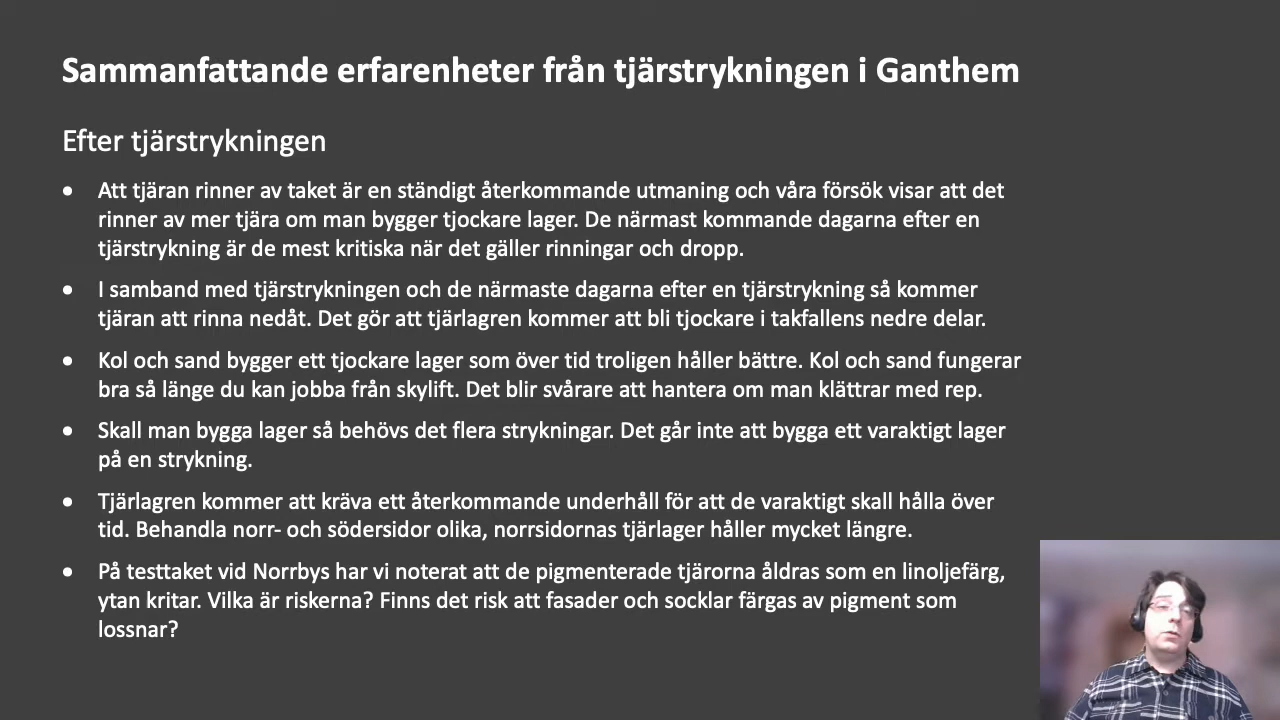 Sammanfattande erfarenheter från tjärstrykningen i Ganthem
Efter tjärstrykningen
• Att tjäran rinner av taket är en ständigt återkommande utmaning och våra försök visar att det
rinner av mer tjära om man bygger tjockare lager. De närmast kommande dagarna efter en
tjärstrykning är de mest kritiska när det gäller rinningar och dropp.
• I samband med tjärstrykningen och de närmaste dagarna efter en tjärstrykning så kommer
tjäran att rinna nedåt. Det gör att tjärlagren kommer att bli tjockare i takfallens nedre delar.
• Kol och sand bygger ett tjockare lager som över tid troligen håller bättre. Kol och sand fungerar
bra så länge du kan jobba från skylift. Det blir svårare att hantera om man klättrar med rep.
• Skall man bygga lager så behövs det flera strykningar. Det går inte att bygga ett varaktigt lager
på en strykning.
• Tjärlagren kommer att kräva ett återkommande underhåll för att de varaktigt skall hålla över
tid. Behandla norr- och södersidor olika, norrsidornas tjärlager håller mycket längre.
• På testtaket vid Norrbys har vi noterat att de pigmenterade tjärorna åldras som en linoljefärg,
ytan kritar. Vilka är riskerna? Finns det risk att fasader och socklar färgas av pigment som
lossnar?